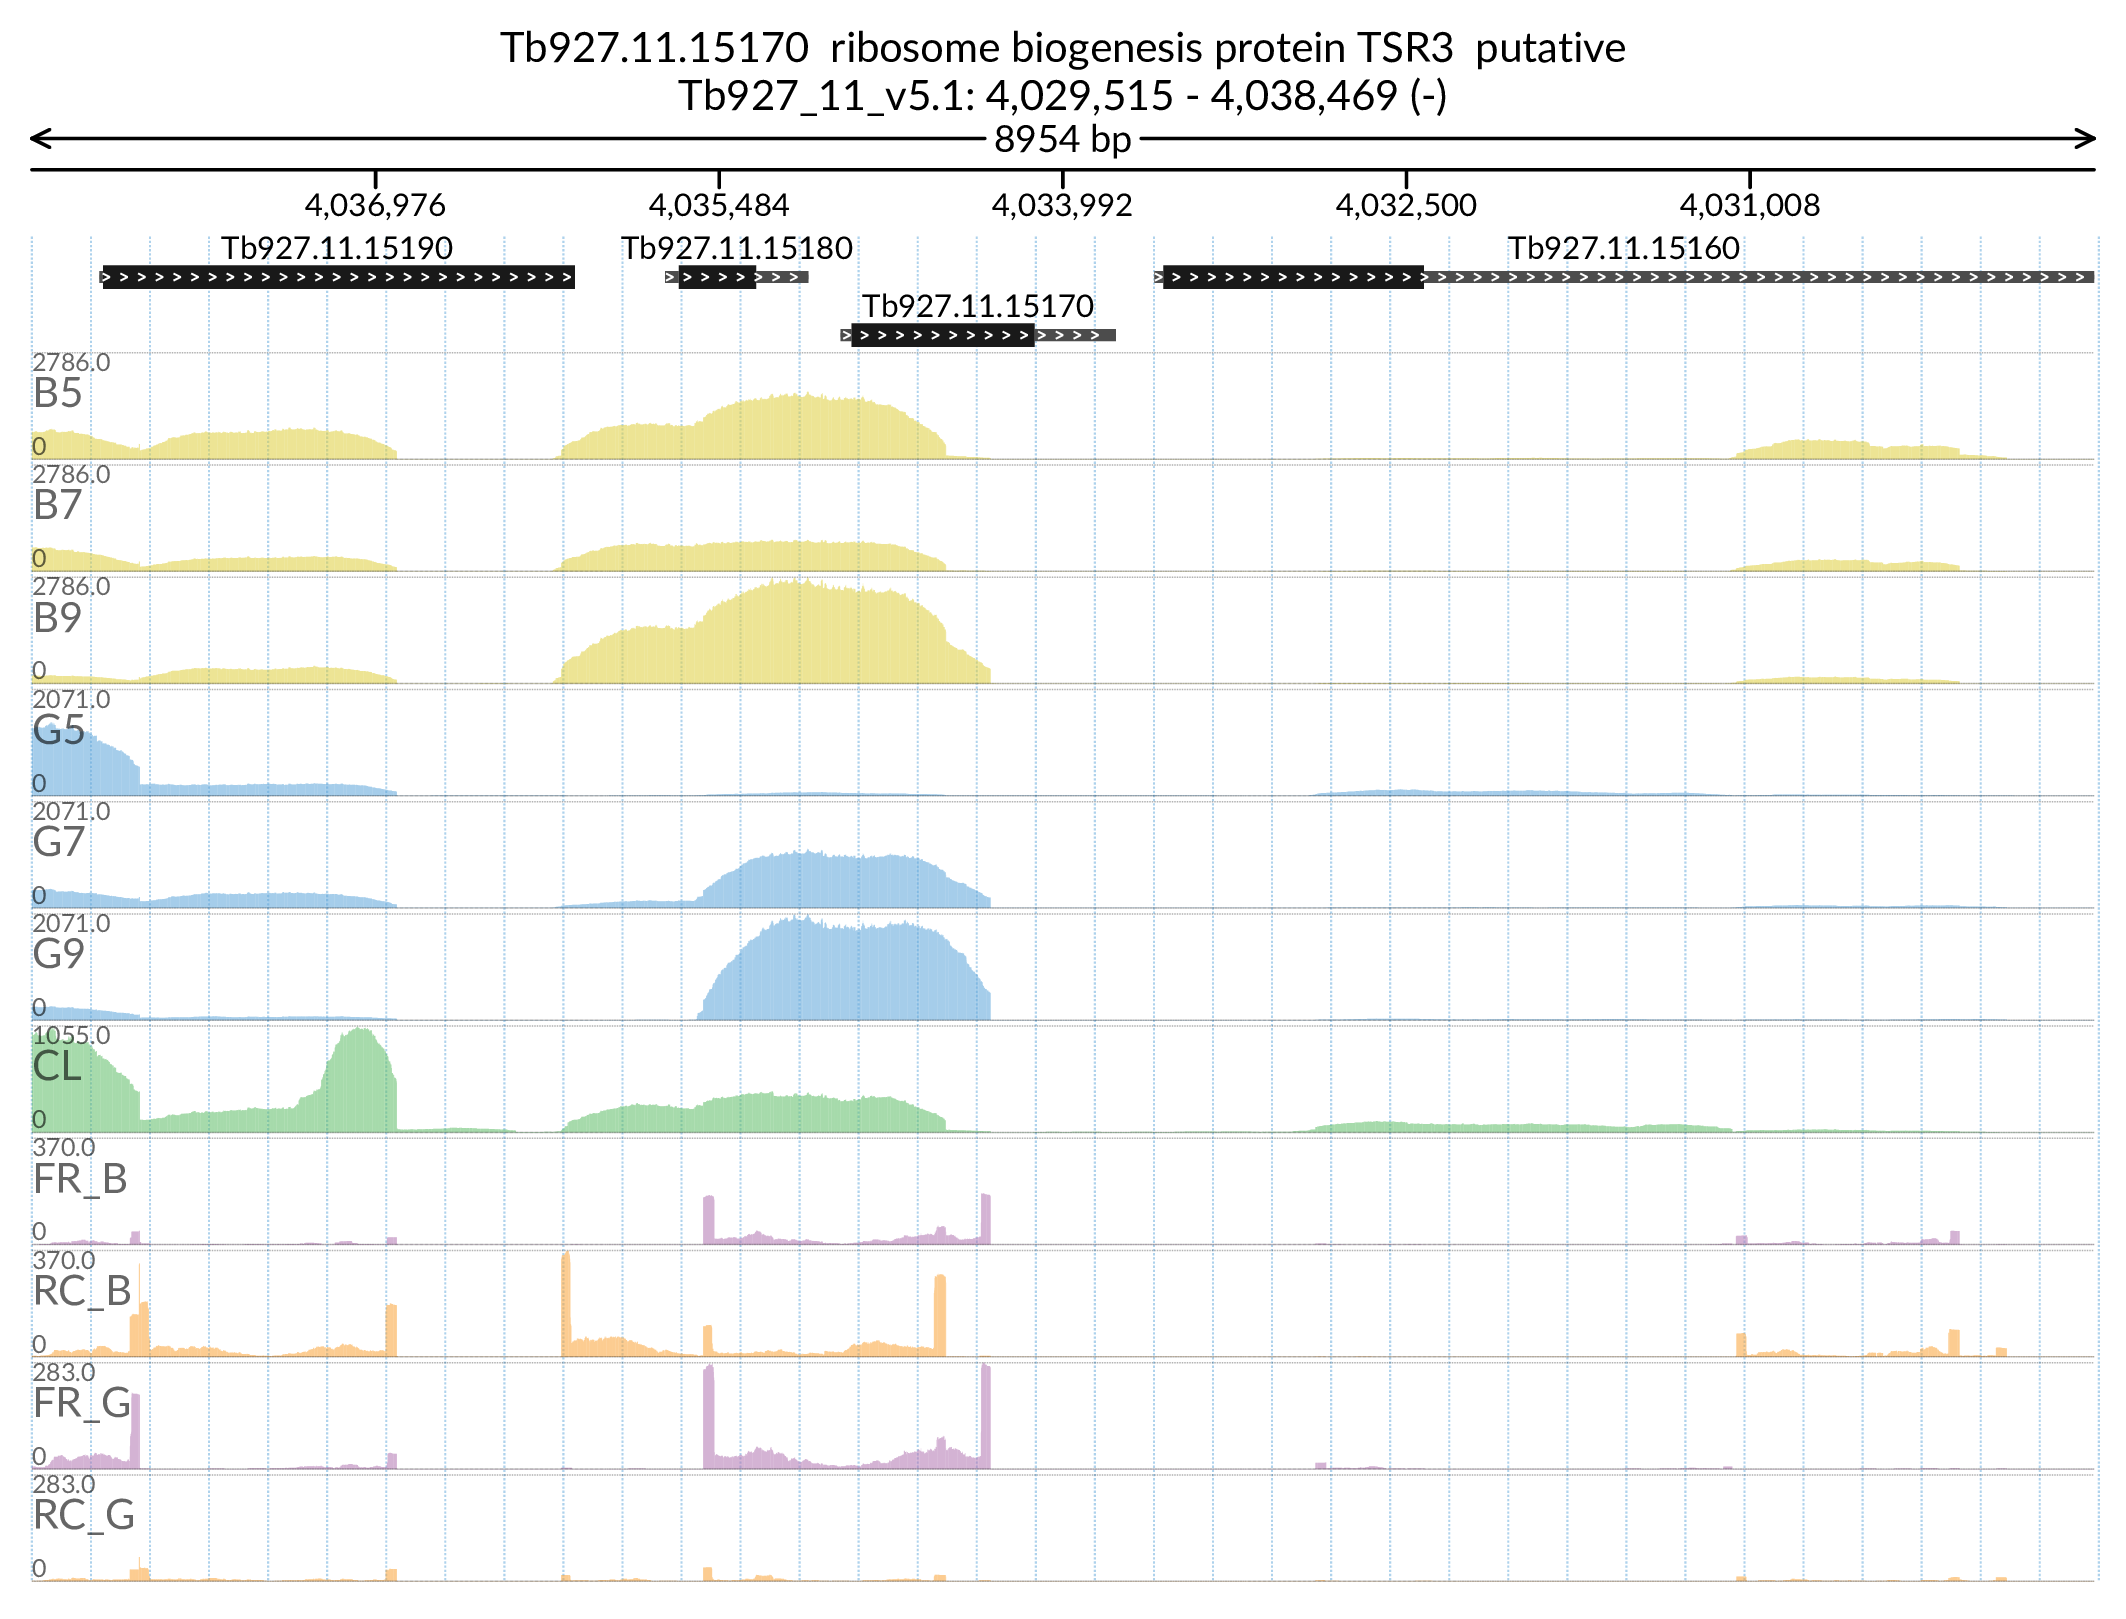 Tb927.11.15170  ribosome biogenesis protein TSR3  putative
Tb927_11_v5.1: 4,029,515 - 4,038,469 (-)
8954 bp
4,036,976 4,035,484 4,033,992 4,032,500 4,031,008
Tb927.11.15190 Tb927.11.15180 Tb927.11.15160
Tb927.11.15170
2786.0
B5
0
2786.0
B7
0
2786.0
B9
0
2071.0
G5
0
2071.0
G7
0
2071.0
G9
0
1055.0
CL
0
370.0
FR_B
0
370.0
RC_B
0
283.0
FR_G
0
283.0
RC_G
0